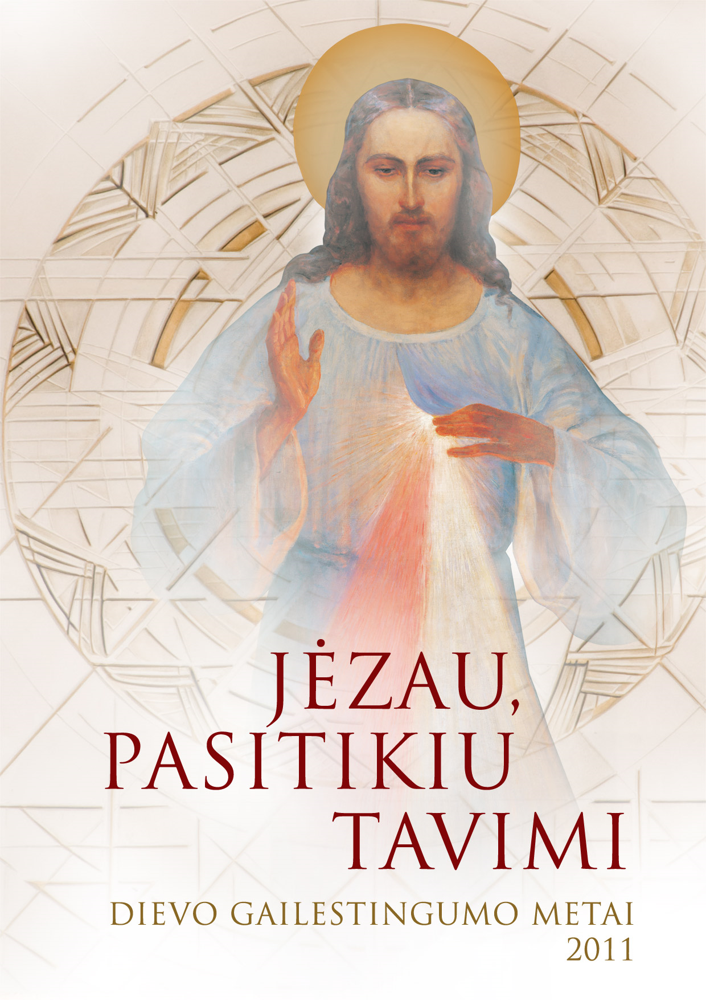 JĖZAU,
PASITIKIU
TAVIMI
DIEVO GAILESTINGUMO METAI
2011